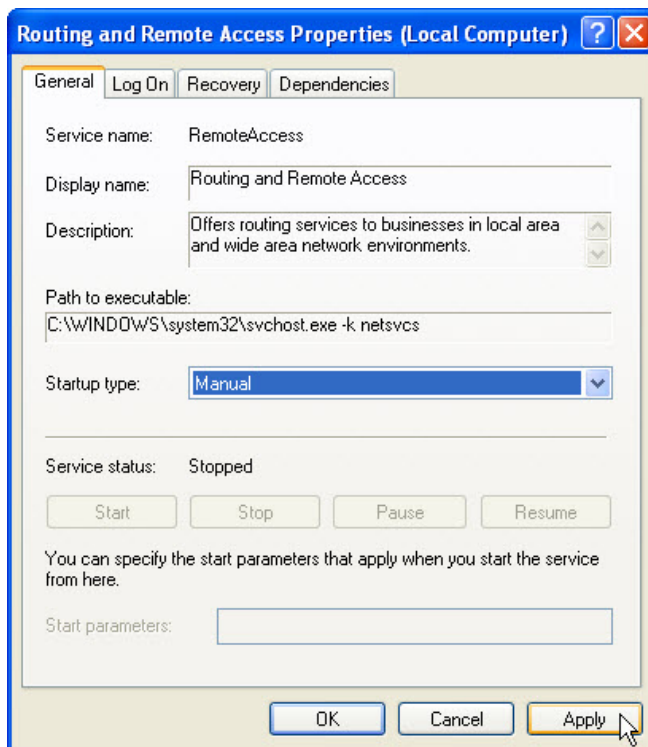 Routing and Remote Access Properties (Local Computer)
General Log On Recovery Dependencies
Service name: RemoteAccess
Display name: Routing and Remote Access
Description: Offers routing services to businesses in local area
and wide area network environments.
Path to executable:
C:\WINDOWS\system32\svchost.exe -k netsvcs
Startup type: Manual
Service status: Stopped
Start Stop Pause Resume
You can specify the start parameters that apply when you start the service
from here.
Start parameters:
OK Cancel Apply